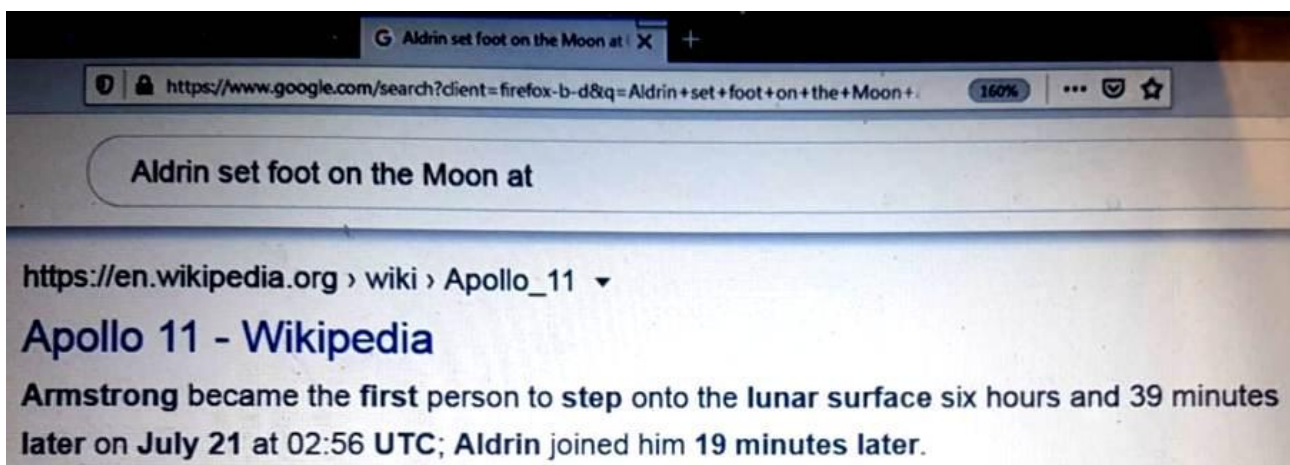 G Aldrin set foot on the Moon at
https://www.google.com/search?client=firefox-b-d&q=Aldrin+set+foot+on+the+Moon+
160%
Aldrin set foot on the Moon at
https://en.wikipedia.org › wiki › Apollo_11
Apollo 11 - Wikipedia
Armstrong became the first person to step onto the lunar surface six hours and 39 minutes
later on July 21 at 02:56 UTC; Aldrin joined him 19 minutes later.